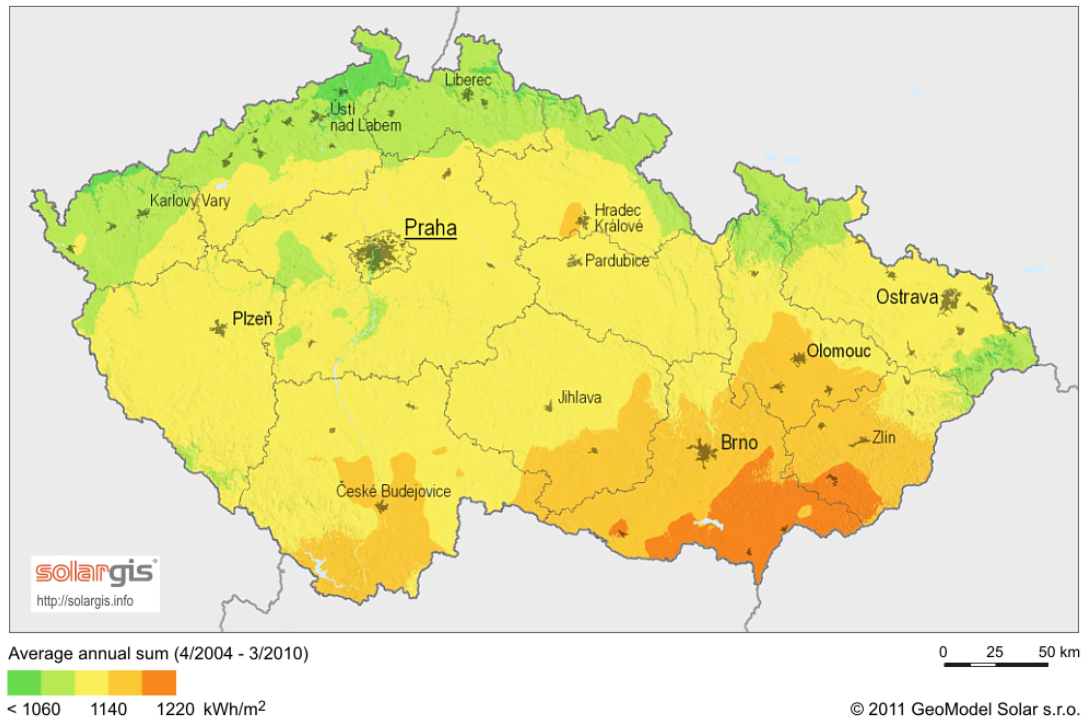 Liberec
Ústí
nad Labem
Karlovy Vary
Praha
Hradec
Králové
Pardubice
Ostrava
Plzeň
Olomouc
Jihlava
Brno
Zlín
České Budejovice
solargis
http://solargis.info
Average annual sum (4/2004 - 3/2010)
0 25 50 km
< 1060 1140 1220 kWh/m²
© 2011 GeoModel Solar s.r.o.